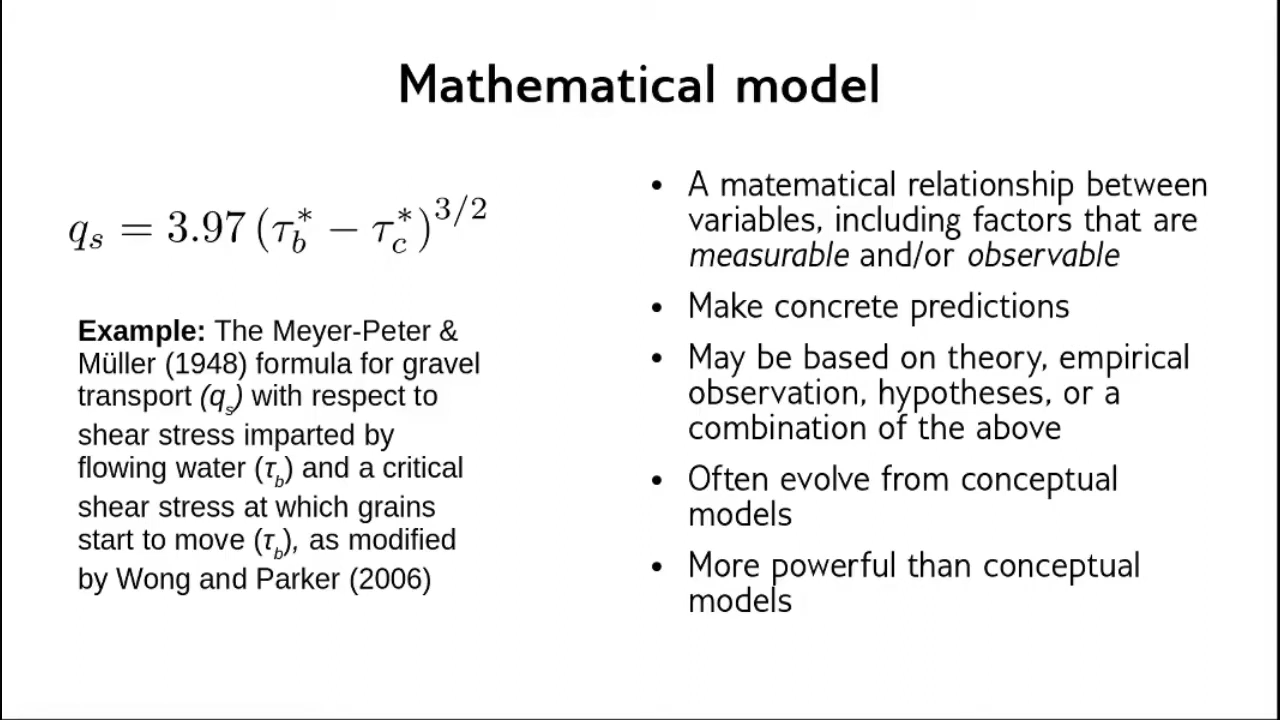 Mathematical model
q_s = 3.97 (τ_b^* − τ_c^*)^{3/2}
Example: The Meyer-Peter &
Müller (1948) formula for gravel
transport (q_s) with respect to
shear stress imparted by
flowing water (τ_b) and a critical
shear stress at which grains
start to move (τ_b), as modified
by Wong and Parker (2006)
• A matematical relationship between
variables, including factors that are
measurable and/or observable
• Make concrete predictions
• May be based on theory, empirical
observation, hypotheses, or a
combination of the above
• Often evolve from conceptual
models
• More powerful than conceptual
models